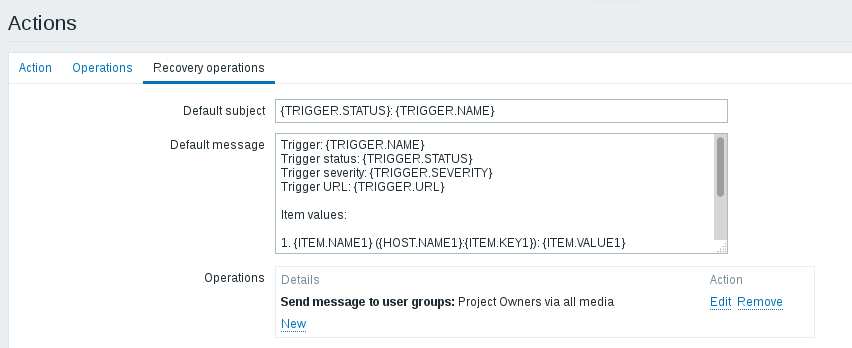 Actions
Action Operations Recovery operations
Default subject {TRIGGER.STATUS}: {TRIGGER.NAME}
Default message Trigger: {TRIGGER.NAME}
Trigger status: {TRIGGER.STATUS}
Trigger severity: {TRIGGER.SEVERITY}
Trigger URL: {TRIGGER.URL}
Item values:
1. {ITEM.NAME1} ({HOST.NAME1}:{ITEM.KEY1}): {ITEM.VALUE1}
Operations Details Action
Send message to user groups: Project Owners via all media Edit Remove
New